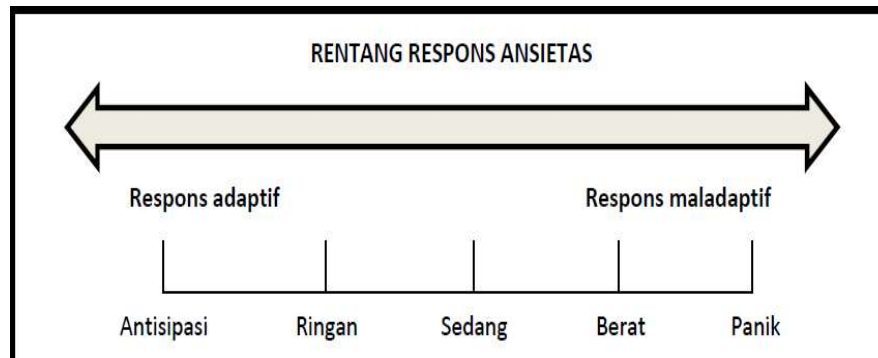 RENTANG RESPONS ANSIETAS
Respons adaptif Respons maladaptif
Antisipasi Ringan Sedang Berat Panik